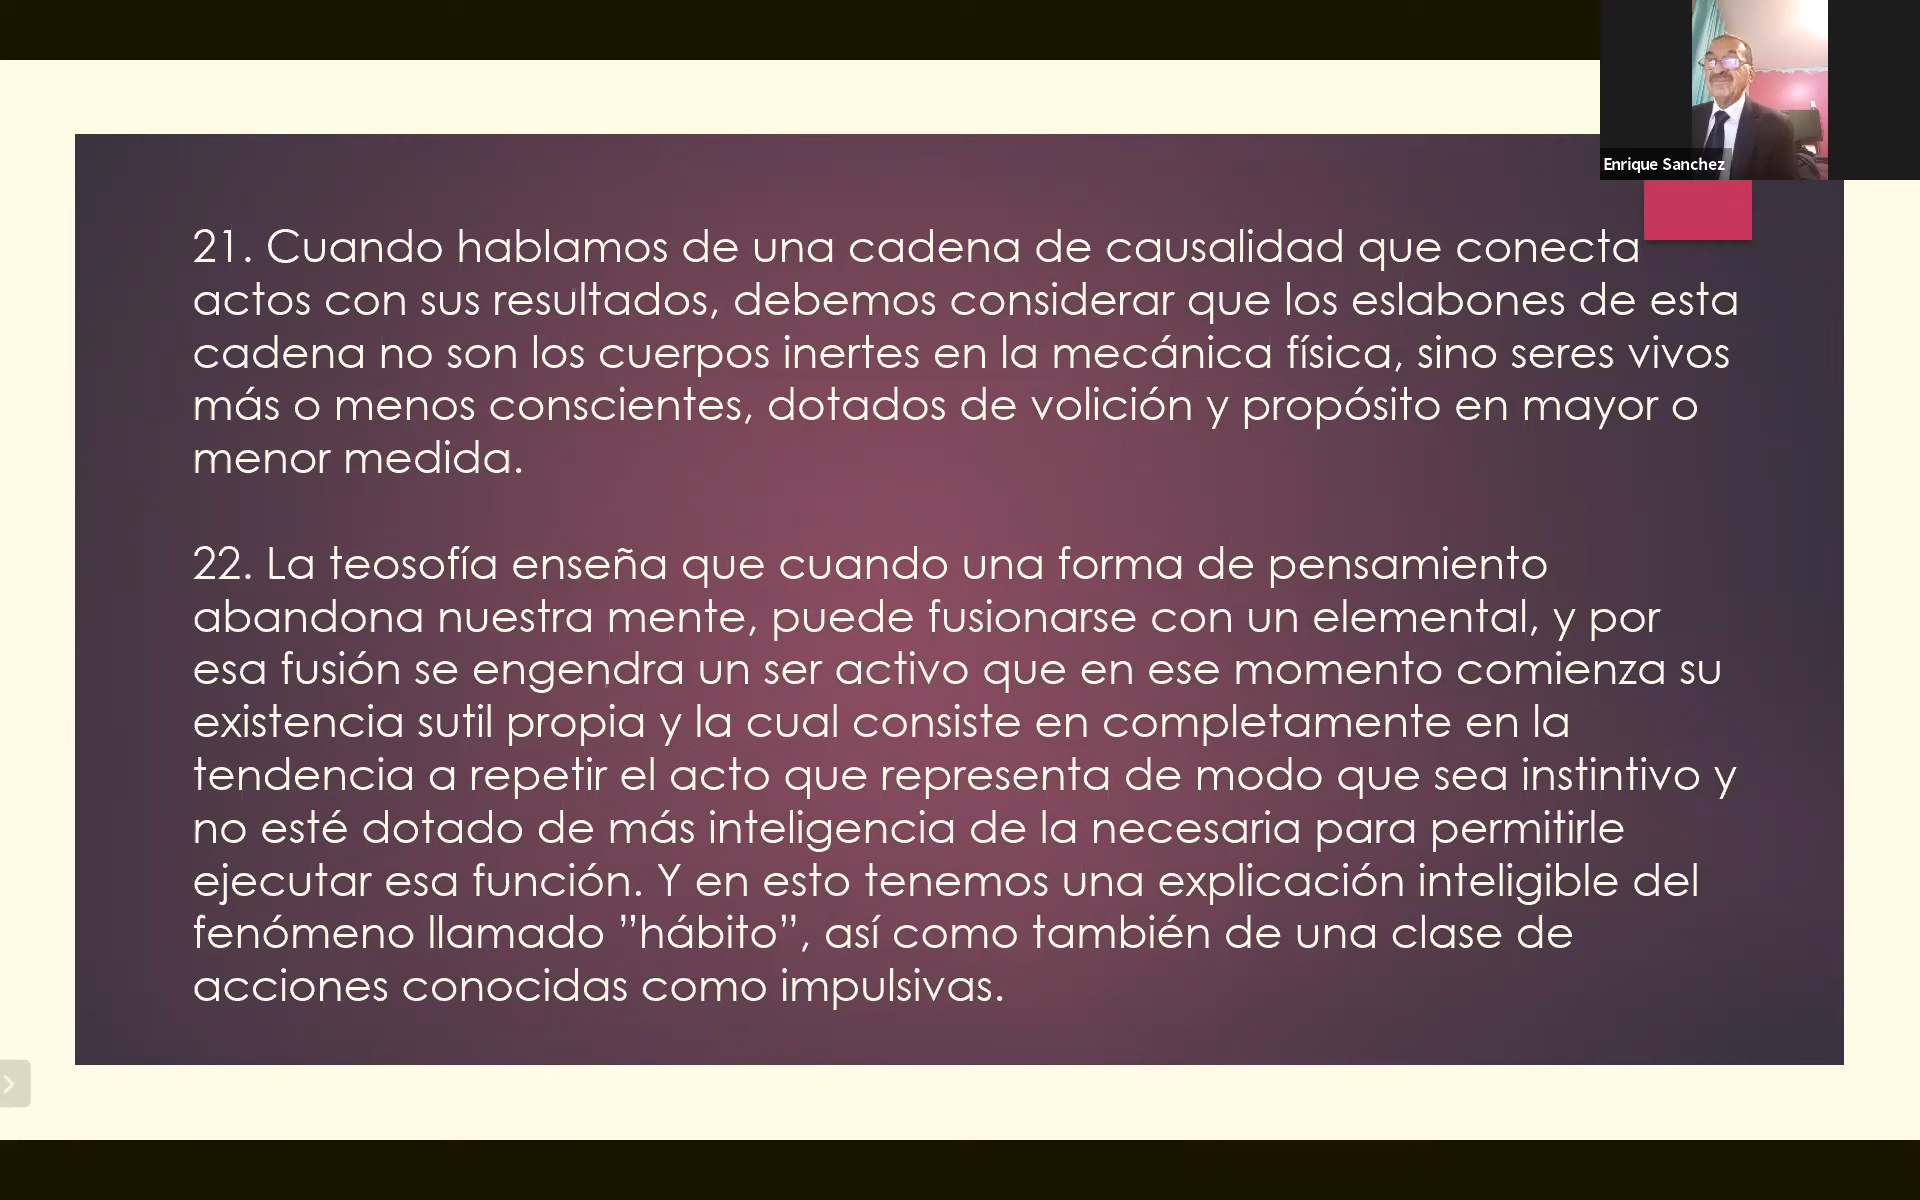 Enrique Sanchez
21. Cuando hablamos de una cadena de causalidad que conecta
actos con sus resultados, debemos considerar que los eslabones de esta
cadena no son los cuerpos inertes en la mecánica física, sino seres vivos
más o menos conscientes, dotados de volición y propósito en mayor o
menor medida.
22. La teosofía enseña que cuando una forma de pensamiento
abandona nuestra mente, puede fusionarse con un elemental, y por
esa fusión se engendra un ser activo que en ese momento comienza su
existencia sutil propia y la cual consiste en completamente en la
tendencia a repetir el acto que representa de modo que sea instintivo y
no esté dotado de más inteligencia de la necesaria para permitirle
ejecutar esa función. Y en esto tenemos una explicación inteligible del
fenómeno llamado ”hábito”, así como también de una clase de
acciones conocidas como impulsivas.